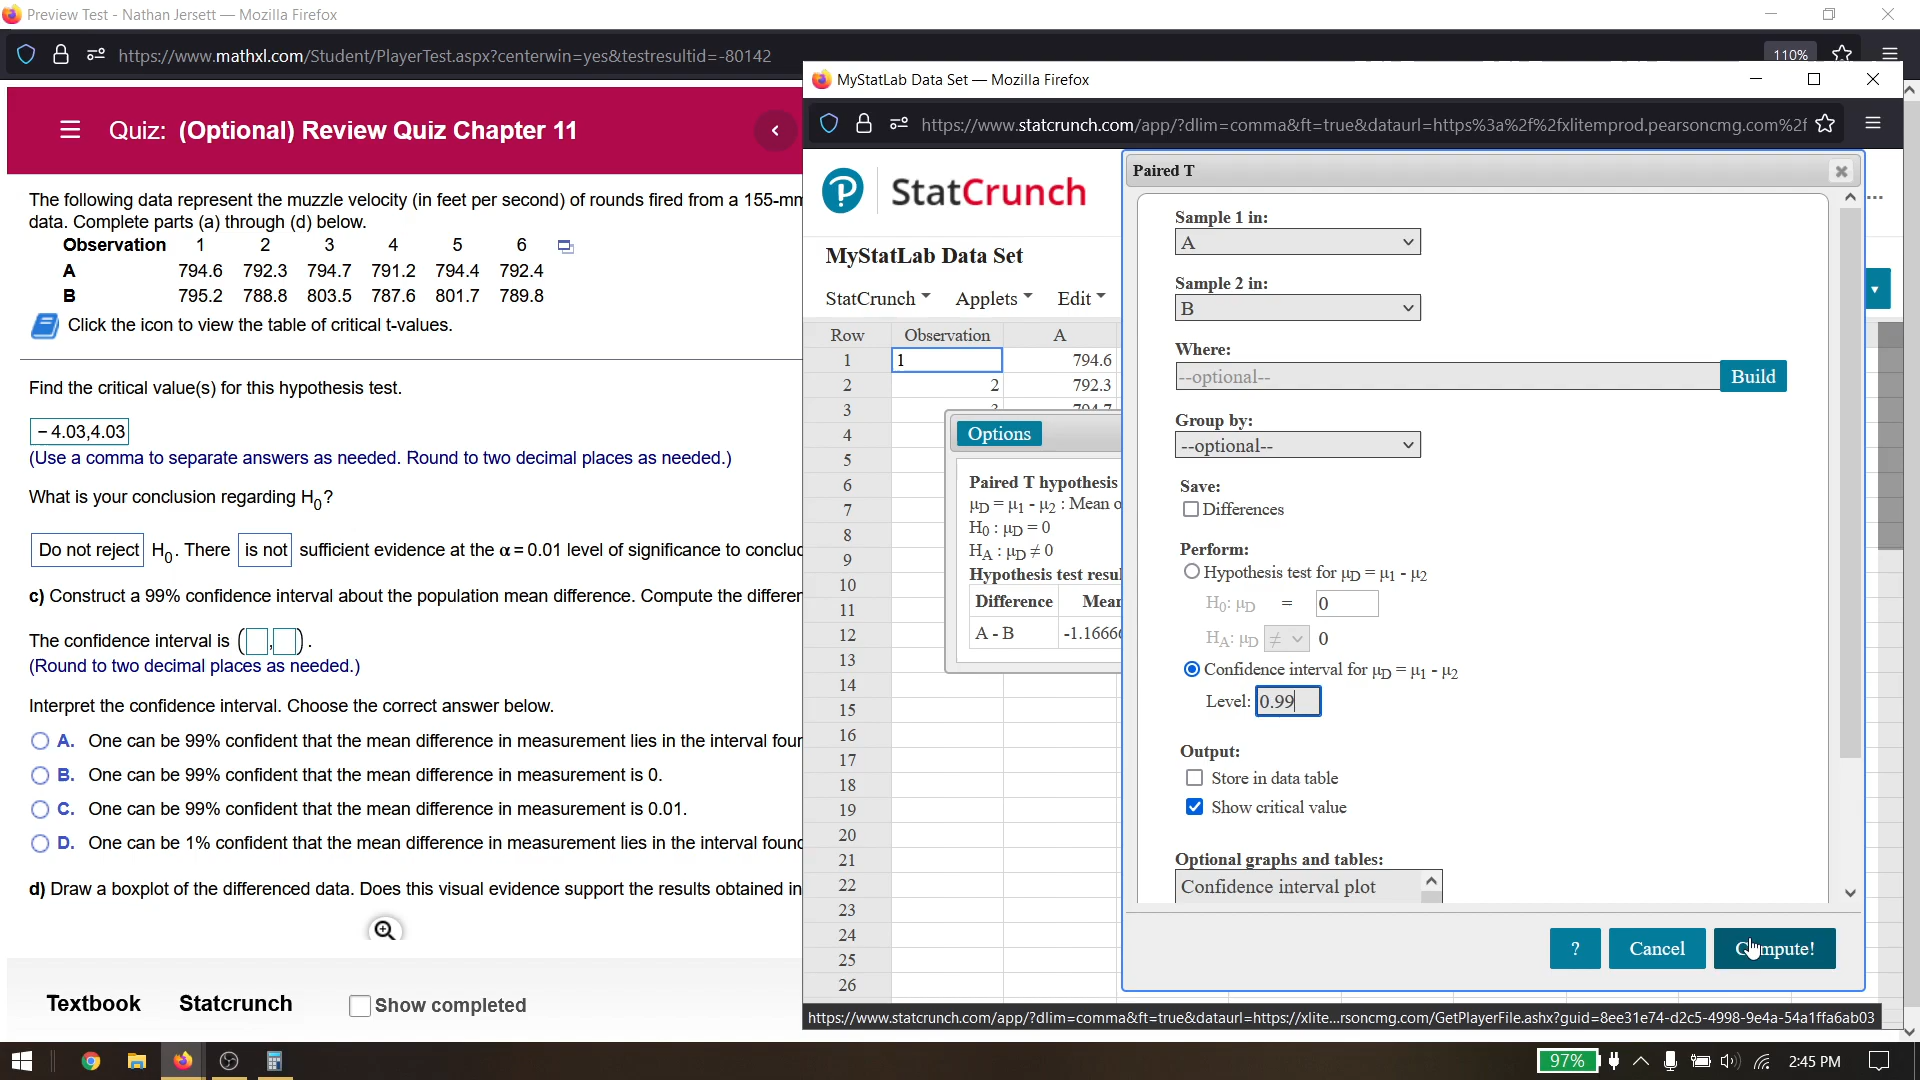 Preview Test - Nathan Jersett — Mozilla Firefox
https://www.mathxl.com/Student/PlayerTest.aspx?centerwin=yes&testresultid=-80142
110%
Quiz: (Optional) Review Quiz Chapter 11
The following data represent the muzzle velocity (in feet per second) of rounds fired from a 155-mm
data. Complete parts (a) through (d) below.
Observation 1 2 3 4 5 6
A 794.6 792.3 794.7 791.2 794.4 792.4
B 795.2 788.8 803.5 787.6 801.7 789.8
Click the icon to view the table of critical t-values.
Find the critical value(s) for this hypothesis test.
− 4.03,4.03
(Use a comma to separate answers as needed. Round to two decimal places as needed.)
What is your conclusion regarding H0?
Do not reject H0. There is not sufficient evidence at the α = 0.01 level of significance to conclud
c) Construct a 99% confidence interval about the population mean difference. Compute the differen
The confidence interval is ( , ).
(Round to two decimal places as needed.)
Interpret the confidence interval. Choose the correct answer below.
A. One can be 99% confident that the mean difference in measurement lies in the interval foun
B. One can be 99% confident that the mean difference in measurement is 0.
C. One can be 99% confident that the mean difference in measurement is 0.01.
D. One can be 1% confident that the mean difference in measurement lies in the interval found
d) Draw a boxplot of the differenced data. Does this visual evidence support the results obtained in
Textbook Statcrunch Show completed
MyStatLab Data Set — Mozilla Firefox
https://www.statcrunch.com/app/?dlim=comma&ft=true&dataurl=https%3a%2f%2fxlitemprod.pearsoncmg.com%2f
StatCrunch
MyStatLab Data Set
StatCrunch Applets Edit
Row Observation A
1 1 794.6
2 2 792.3
3 3 794.7
4
5
6
7
8
9
10
11
12
13
14
15
16
17
18
19
20
21
22
23
24
25
26
Options
Paired T hypothesis
μD = μ1 - μ2 : Mean o
H0 : μD = 0
HA : μD ≠ 0
Hypothesis test resul
Difference Mean
A - B -1.16666
Paired T
Sample 1 in:
A
Sample 2 in:
B
Where:
--optional-- Build
Group by:
--optional--
Save:
Differences
Perform:
Hypothesis test for μD = μ1 - μ2
H0: μD = 0
HA: μD ≠ 0
Confidence interval for μD = μ1 - μ2
Level: 0.99
Output:
Store in data table
Show critical value
Optional graphs and tables:
Confidence interval plot
? Cancel Compute!
https://www.statcrunch.com/app/?dlim=comma&ft=true&dataurl=https://xlite...rsoncmg.com/GetPlayerFile.ashx?guid=8ee31e74-d2c5-4998-9e4a-54a1ffa6ab03
97% 2:45 PM